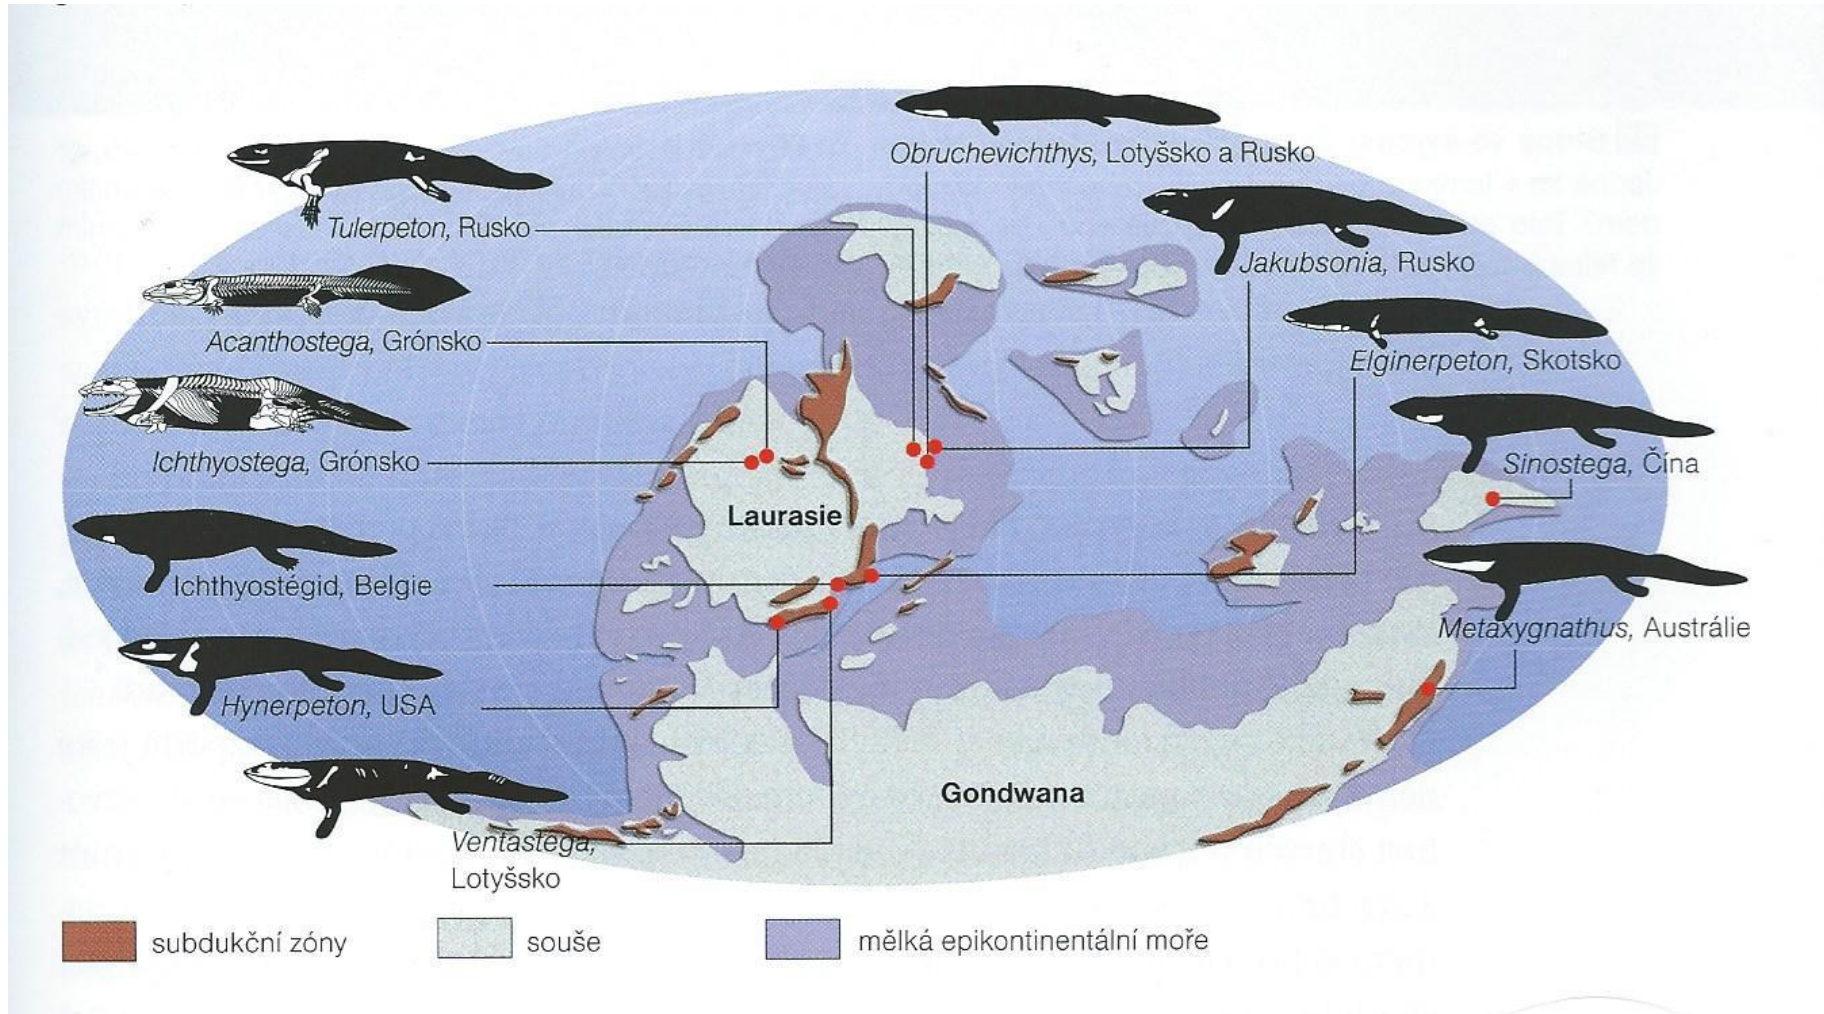 Obruchevichthys, Lotyšsko a Rusko
Tulerpeton, Rusko
Jakubsonia, Rusko
Acanthostega, Grónsko
Elginerpeton, Skotsko
Ichthyostega, Grónsko
Sinostega, Čína
Laurasie
Ichthyostégid, Belgie
Metaxygnathus, Austrálie
Hynerpeton, USA
Gondwana
Ventastega,
Lotyšsko
subdukční zóny
souše
mělká epikontinentální moře